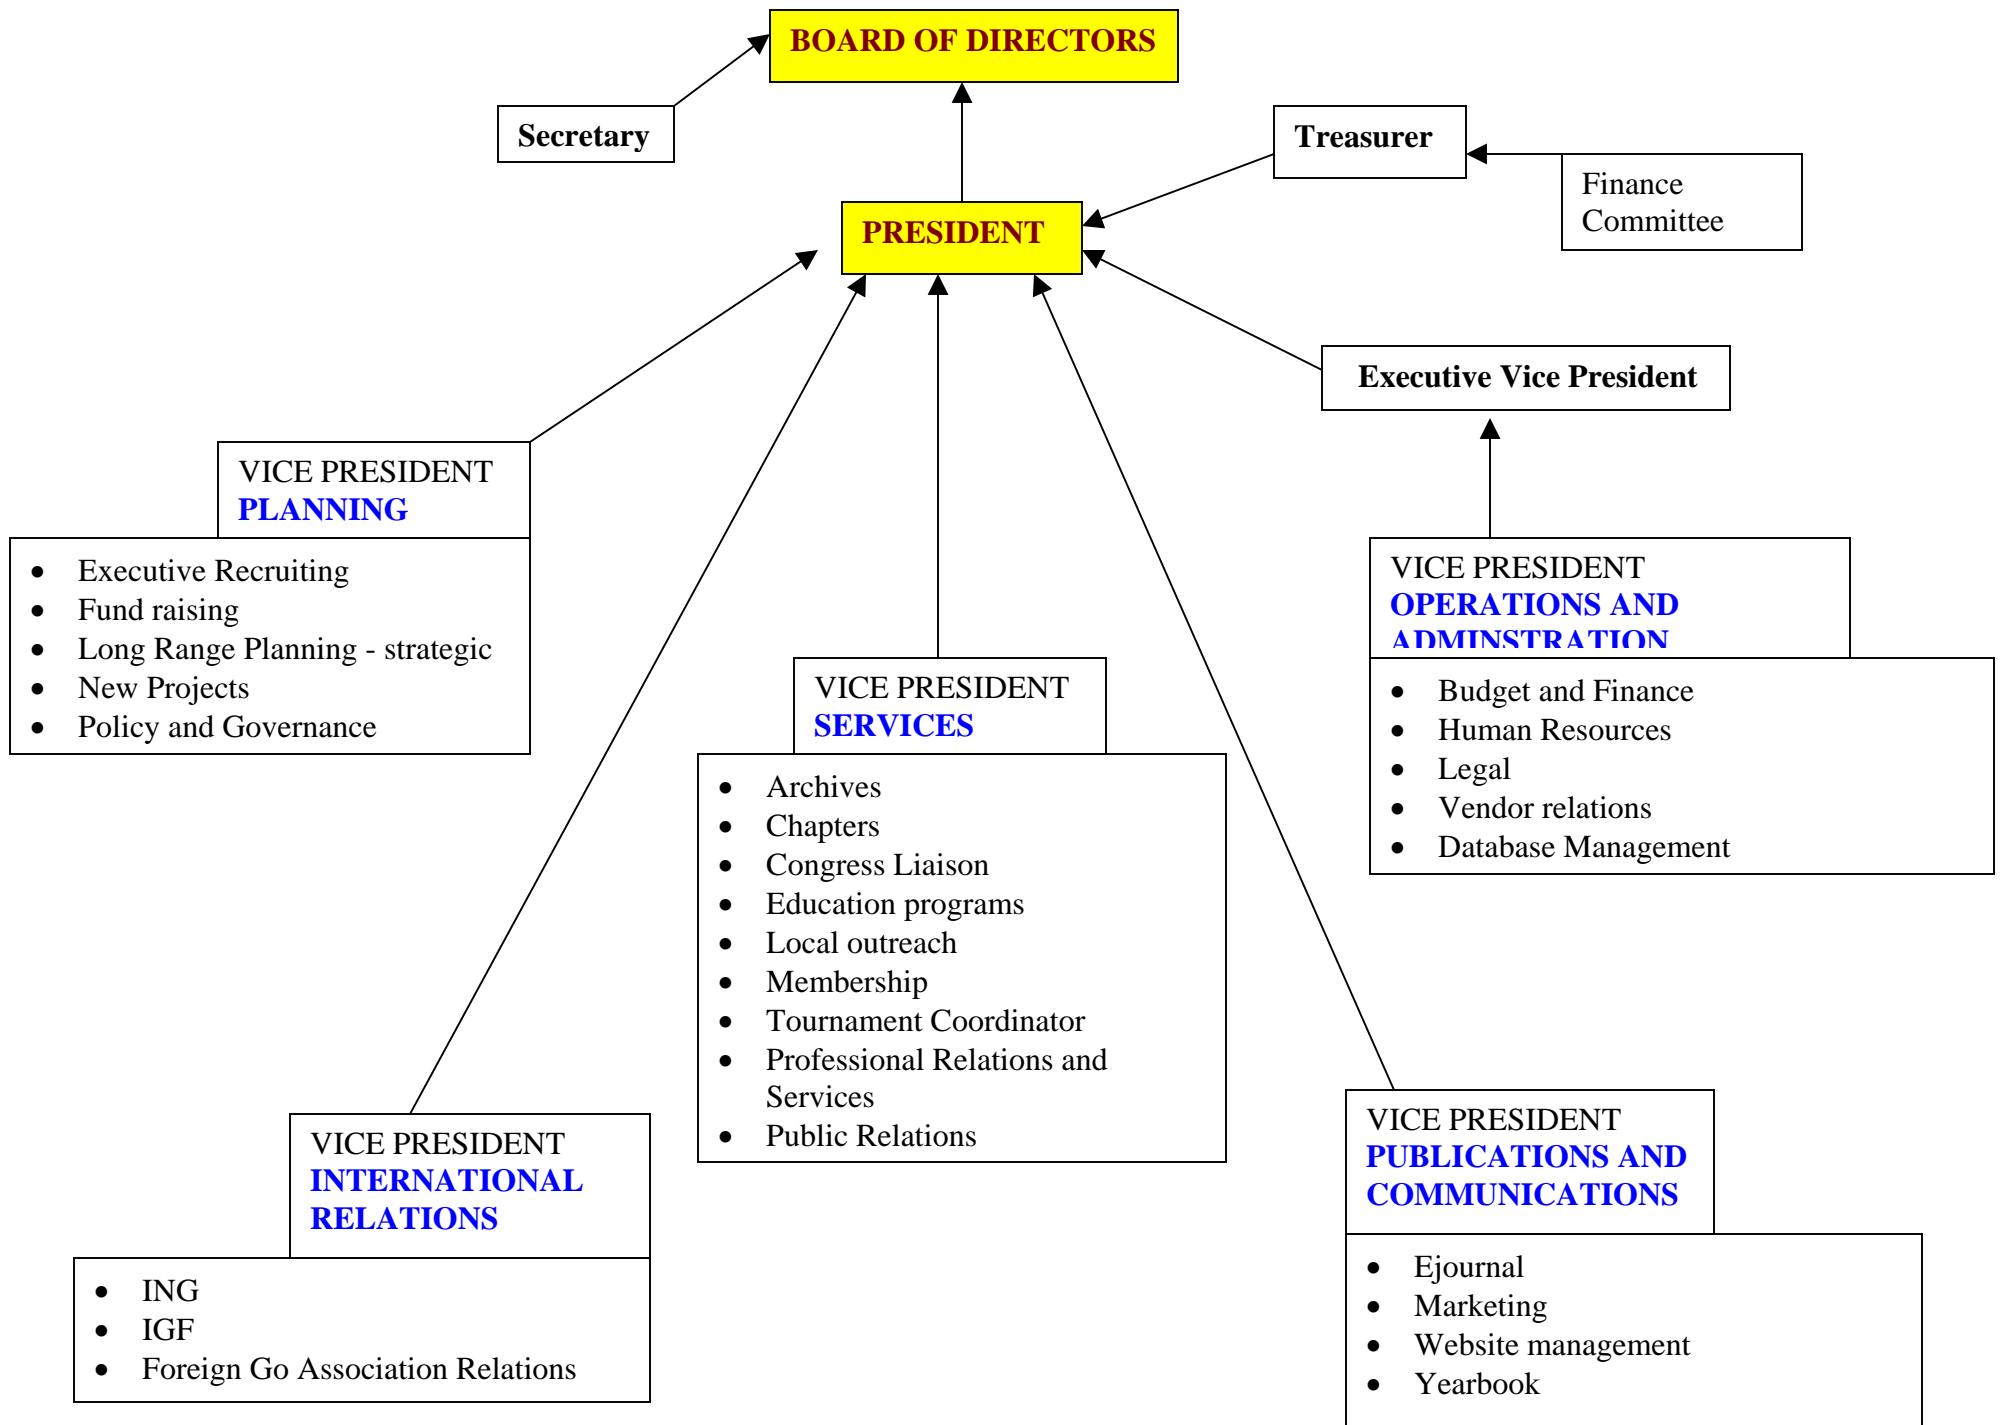 BOARD OF DIRECTORS
Secretary
Treasurer
Finance
Committee
PRESIDENT
Executive Vice President
VICE PRESIDENT
PLANNING
• Executive Recruiting
• Fund raising
• Long Range Planning - strategic
• New Projects
• Policy and Governance
VICE PRESIDENT
OPERATIONS AND
ADMINSTRATION
• Budget and Finance
• Human Resources
• Legal
• Vendor relations
• Database Management
VICE PRESIDENT
SERVICES
• Archives
• Chapters
• Congress Liaison
• Education programs
• Local outreach
• Membership
• Tournament Coordinator
• Professional Relations and
Services
• Public Relations
VICE PRESIDENT
INTERNATIONAL
RELATIONS
• ING
• IGF
• Foreign Go Association Relations
VICE PRESIDENT
PUBLICATIONS AND
COMMUNICATIONS
• Ejournal
• Marketing
• Website management
• Yearbook